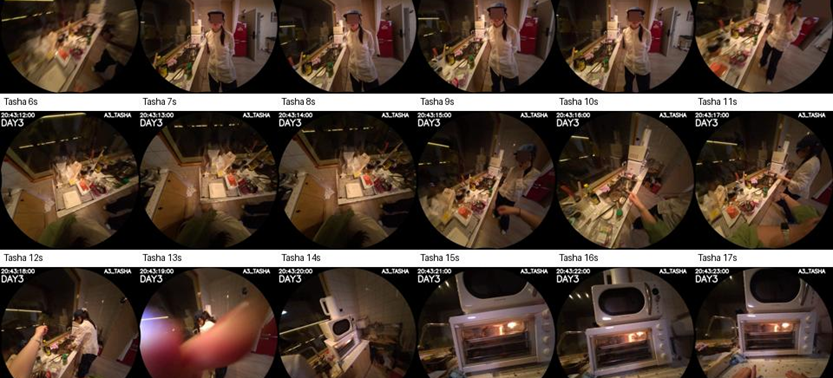 Tasha 6s Tasha 7s Tasha 8s Tasha 9s Tasha 10s Tasha 11s
20:43:12:00 A3_TASHA 20:43:13:00 A3_TASHA 20:43:14:00 A3_TASHA 20:43:15:00 A3_TASHA 20:43:16:00 A3_TASHA 20:43:17:00 A3_TASHA
DAY3 DAY3 DAY3 DAY3 DAY3 DAY3
Tasha 12s Tasha 13s Tasha 14s Tasha 15s Tasha 16s Tasha 17s
20:43:18:00 A3_TASHA 20:43:19:00 A3_TASHA 20:43:20:00 A3_TASHA 20:43:21:00 A3_TASHA 20:43:22:00 A3_TASHA 20:43:23:00 A3_TASHA
DAY3 DAY3 DAY3 DAY3 DAY3 DAY3